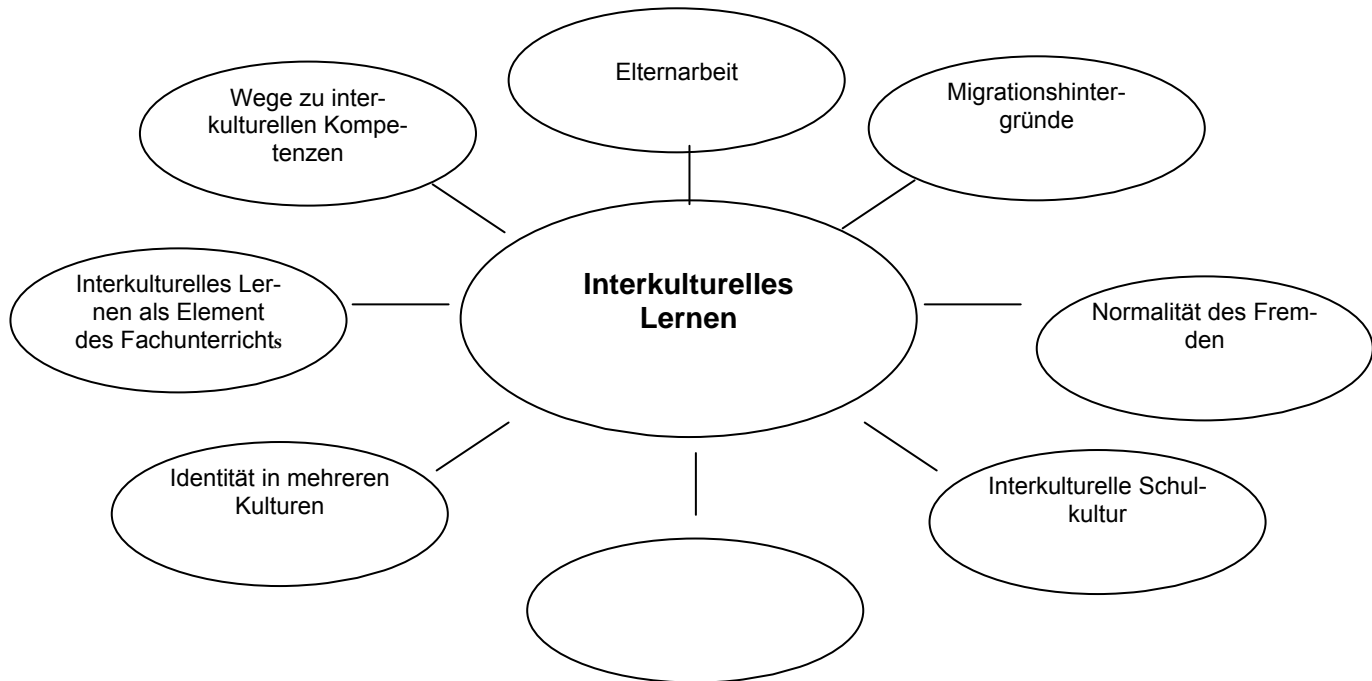 Elternarbeit
Migrationshinter-
gründe
Wege zu inter-
kulturellen Kompe-
tenzen
Interkulturelles
Lernen
Interkulturelles Ler-
nen als Element
des Fachunterrichts
Normalität des Frem-
den
Identität in mehreren
Kulturen
Interkulturelle Schul-
kultur